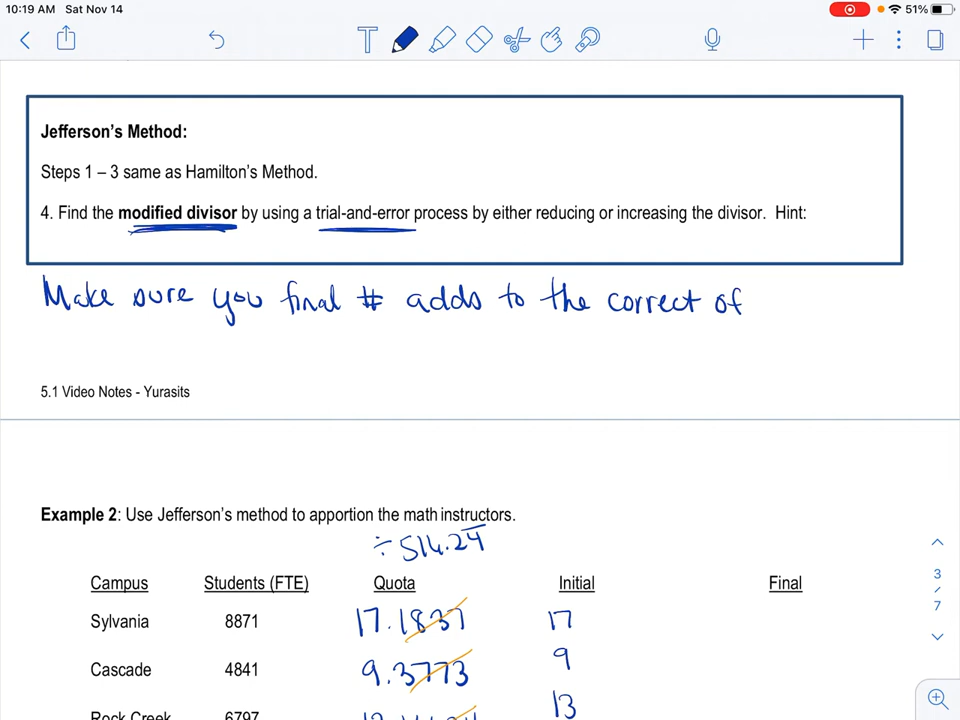 10:19 AM Sat Nov 14 51%
T
Jefferson's Method:
Steps 1 – 3 same as Hamilton's Method.
4. Find the modified divisor by using a trial-and-error process by either reducing or increasing the divisor. Hint:
Make sure you final # adds to the correct of
5.1 Video Notes - Yurasits
Example 2: Use Jefferson's method to apportion the math instructors.
÷ 514.24
Campus Students (FTE) Quota Initial Final
Sylvania 8871 17.1837 17
Cascade 4841 9.3773 9
Rock Creek 6797 13
3 / 7